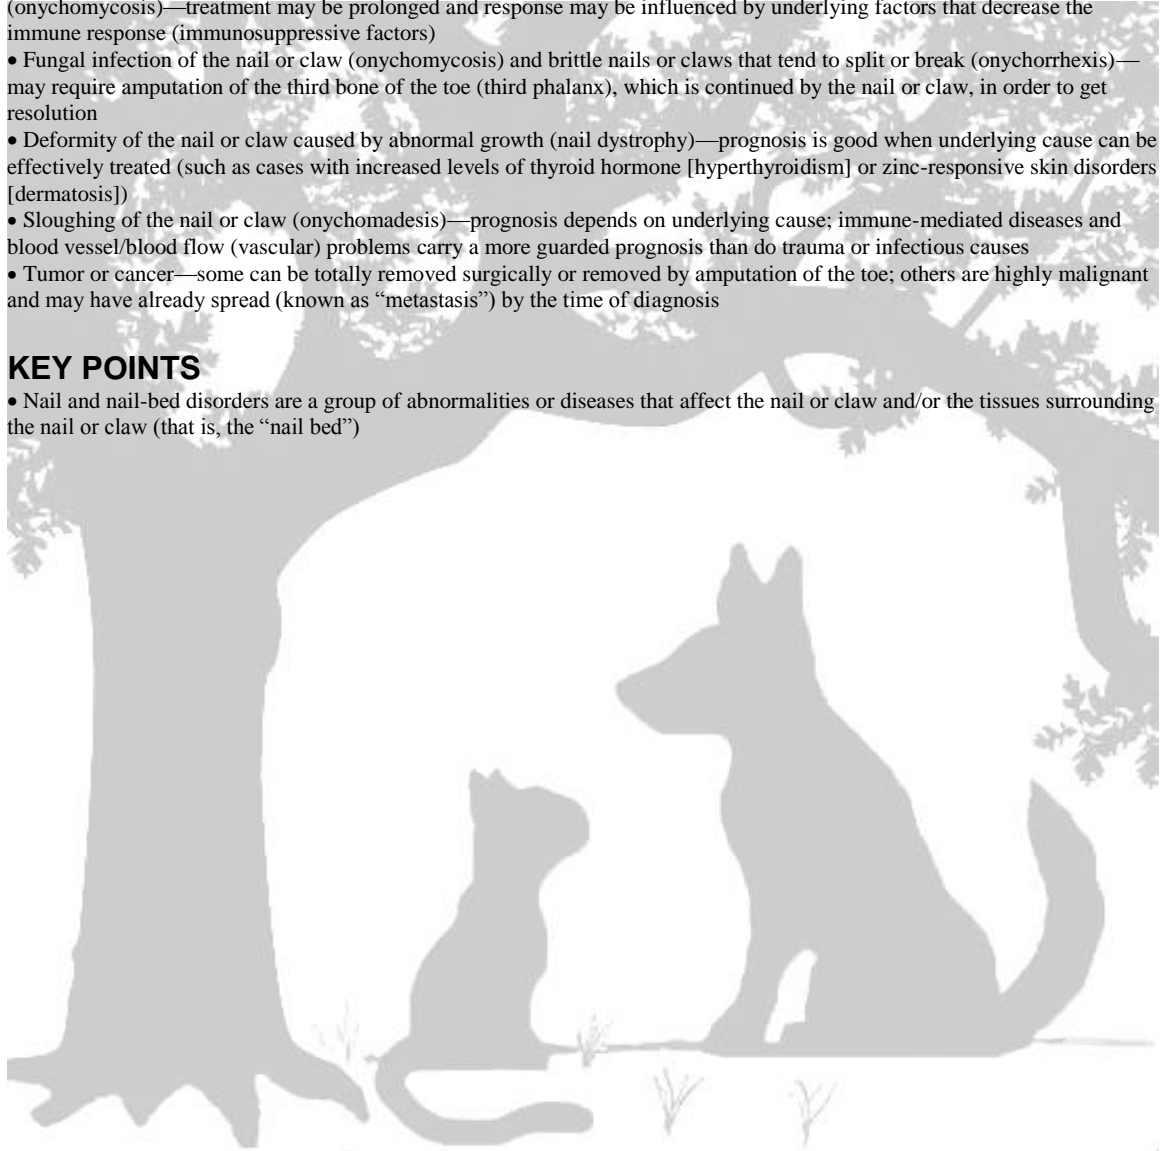 (onychomycosis)—treatment may be prolonged and response may be influenced by underlying factors that decrease the
immune response (immunosuppressive factors)
• Fungal infection of the nail or claw (onychomycosis) and brittle nails or claws that tend to split or break (onychorrhexis)—
may require amputation of the third bone of the toe (third phalanx), which is continued by the nail or claw, in order to get
resolution
• Deformity of the nail or claw caused by abnormal growth (nail dystrophy)—prognosis is good when underlying cause can be
effectively treated (such as cases with increased levels of thyroid hormone [hyperthyroidism] or zinc-responsive skin disorders
[dermatosis])
• Sloughing of the nail or claw (onychomadesis)—prognosis depends on underlying cause; immune-mediated diseases and
blood vessel/blood flow (vascular) problems carry a more guarded prognosis than do trauma or infectious causes
• Tumor or cancer—some can be totally removed surgically or removed by amputation of the toe; others are highly malignant
and may have already spread (known as “metastasis”) by the time of diagnosis
KEY POINTS
• Nail and nail-bed disorders are a group of abnormalities or diseases that affect the nail or claw and/or the tissues surrounding
the nail or claw (that is, the “nail bed”)